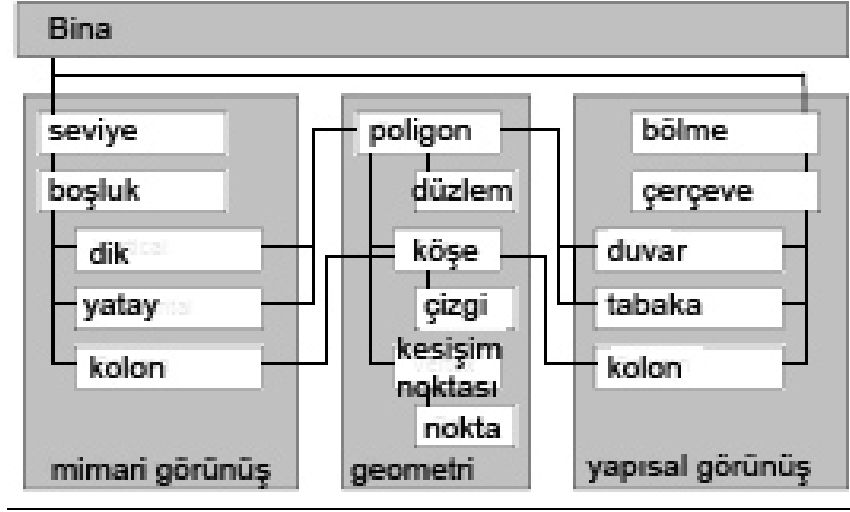 Bina
seviye
boşluk
dik
yatay
kolon
mimari görünüş
poligon
düzlem
köşe
çizgi
kesişim
noktası
nokta
geometri
bölme
çerçeve
duvar
tabaka
kolon
yapısal görünüş